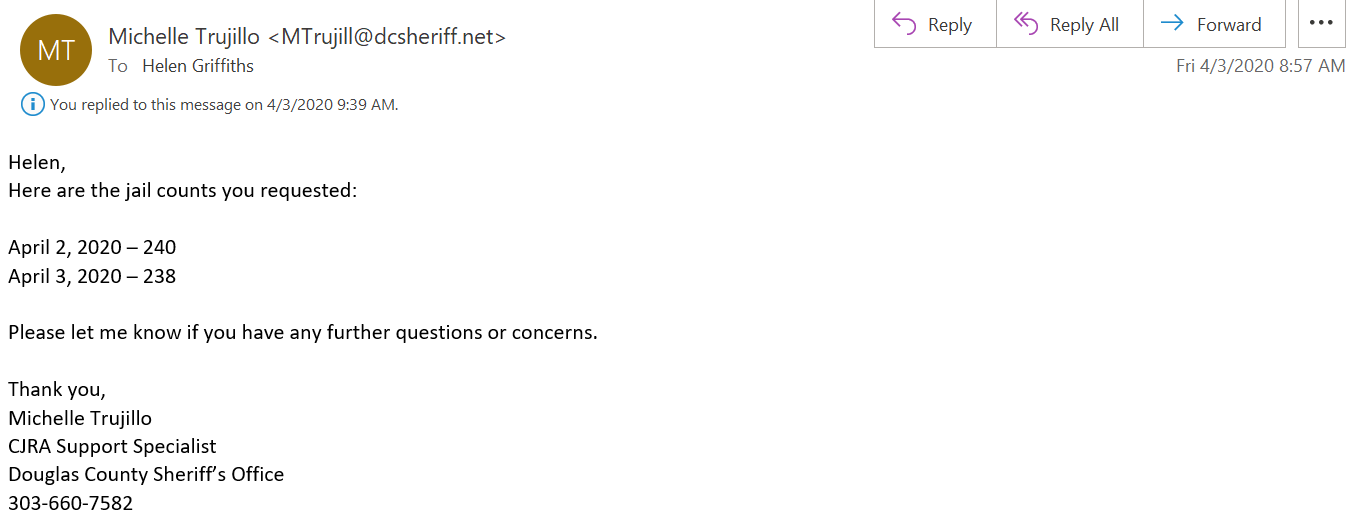 MT
Michelle Trujillo <MTrujill@dcsheriff.net>
To Helen Griffiths
Reply
Reply All
Forward
Fri 4/3/2020 8:57 AM
You replied to this message on 4/3/2020 9:39 AM.
Helen,
Here are the jail counts you requested:
April 2, 2020 – 240
April 3, 2020 – 238
Please let me know if you have any further questions or concerns.
Thank you,
Michelle Trujillo
CJRA Support Specialist
Douglas County Sheriff’s Office
303-660-7582